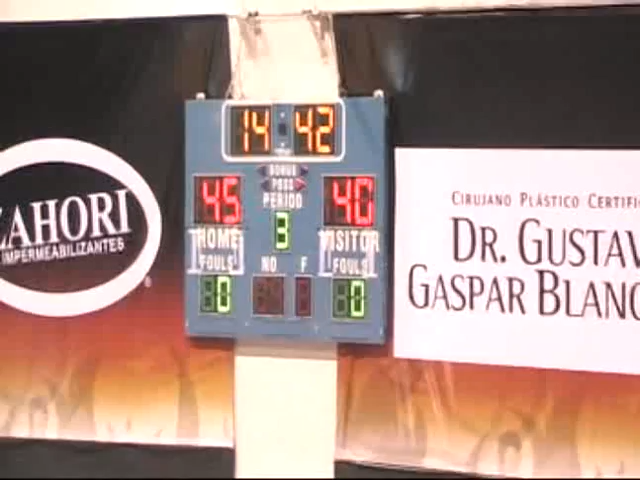 14 42
BONUS
POSS
45 PERIOD 40
3
HOME VISITOR
FOULS NO F FOULS
0 0
ZAHORI
IMPERMEABILIZANTES
®
CIRUJANO PLÁSTICO CERTIFI
DR. GUSTAV
GASPAR BLANC